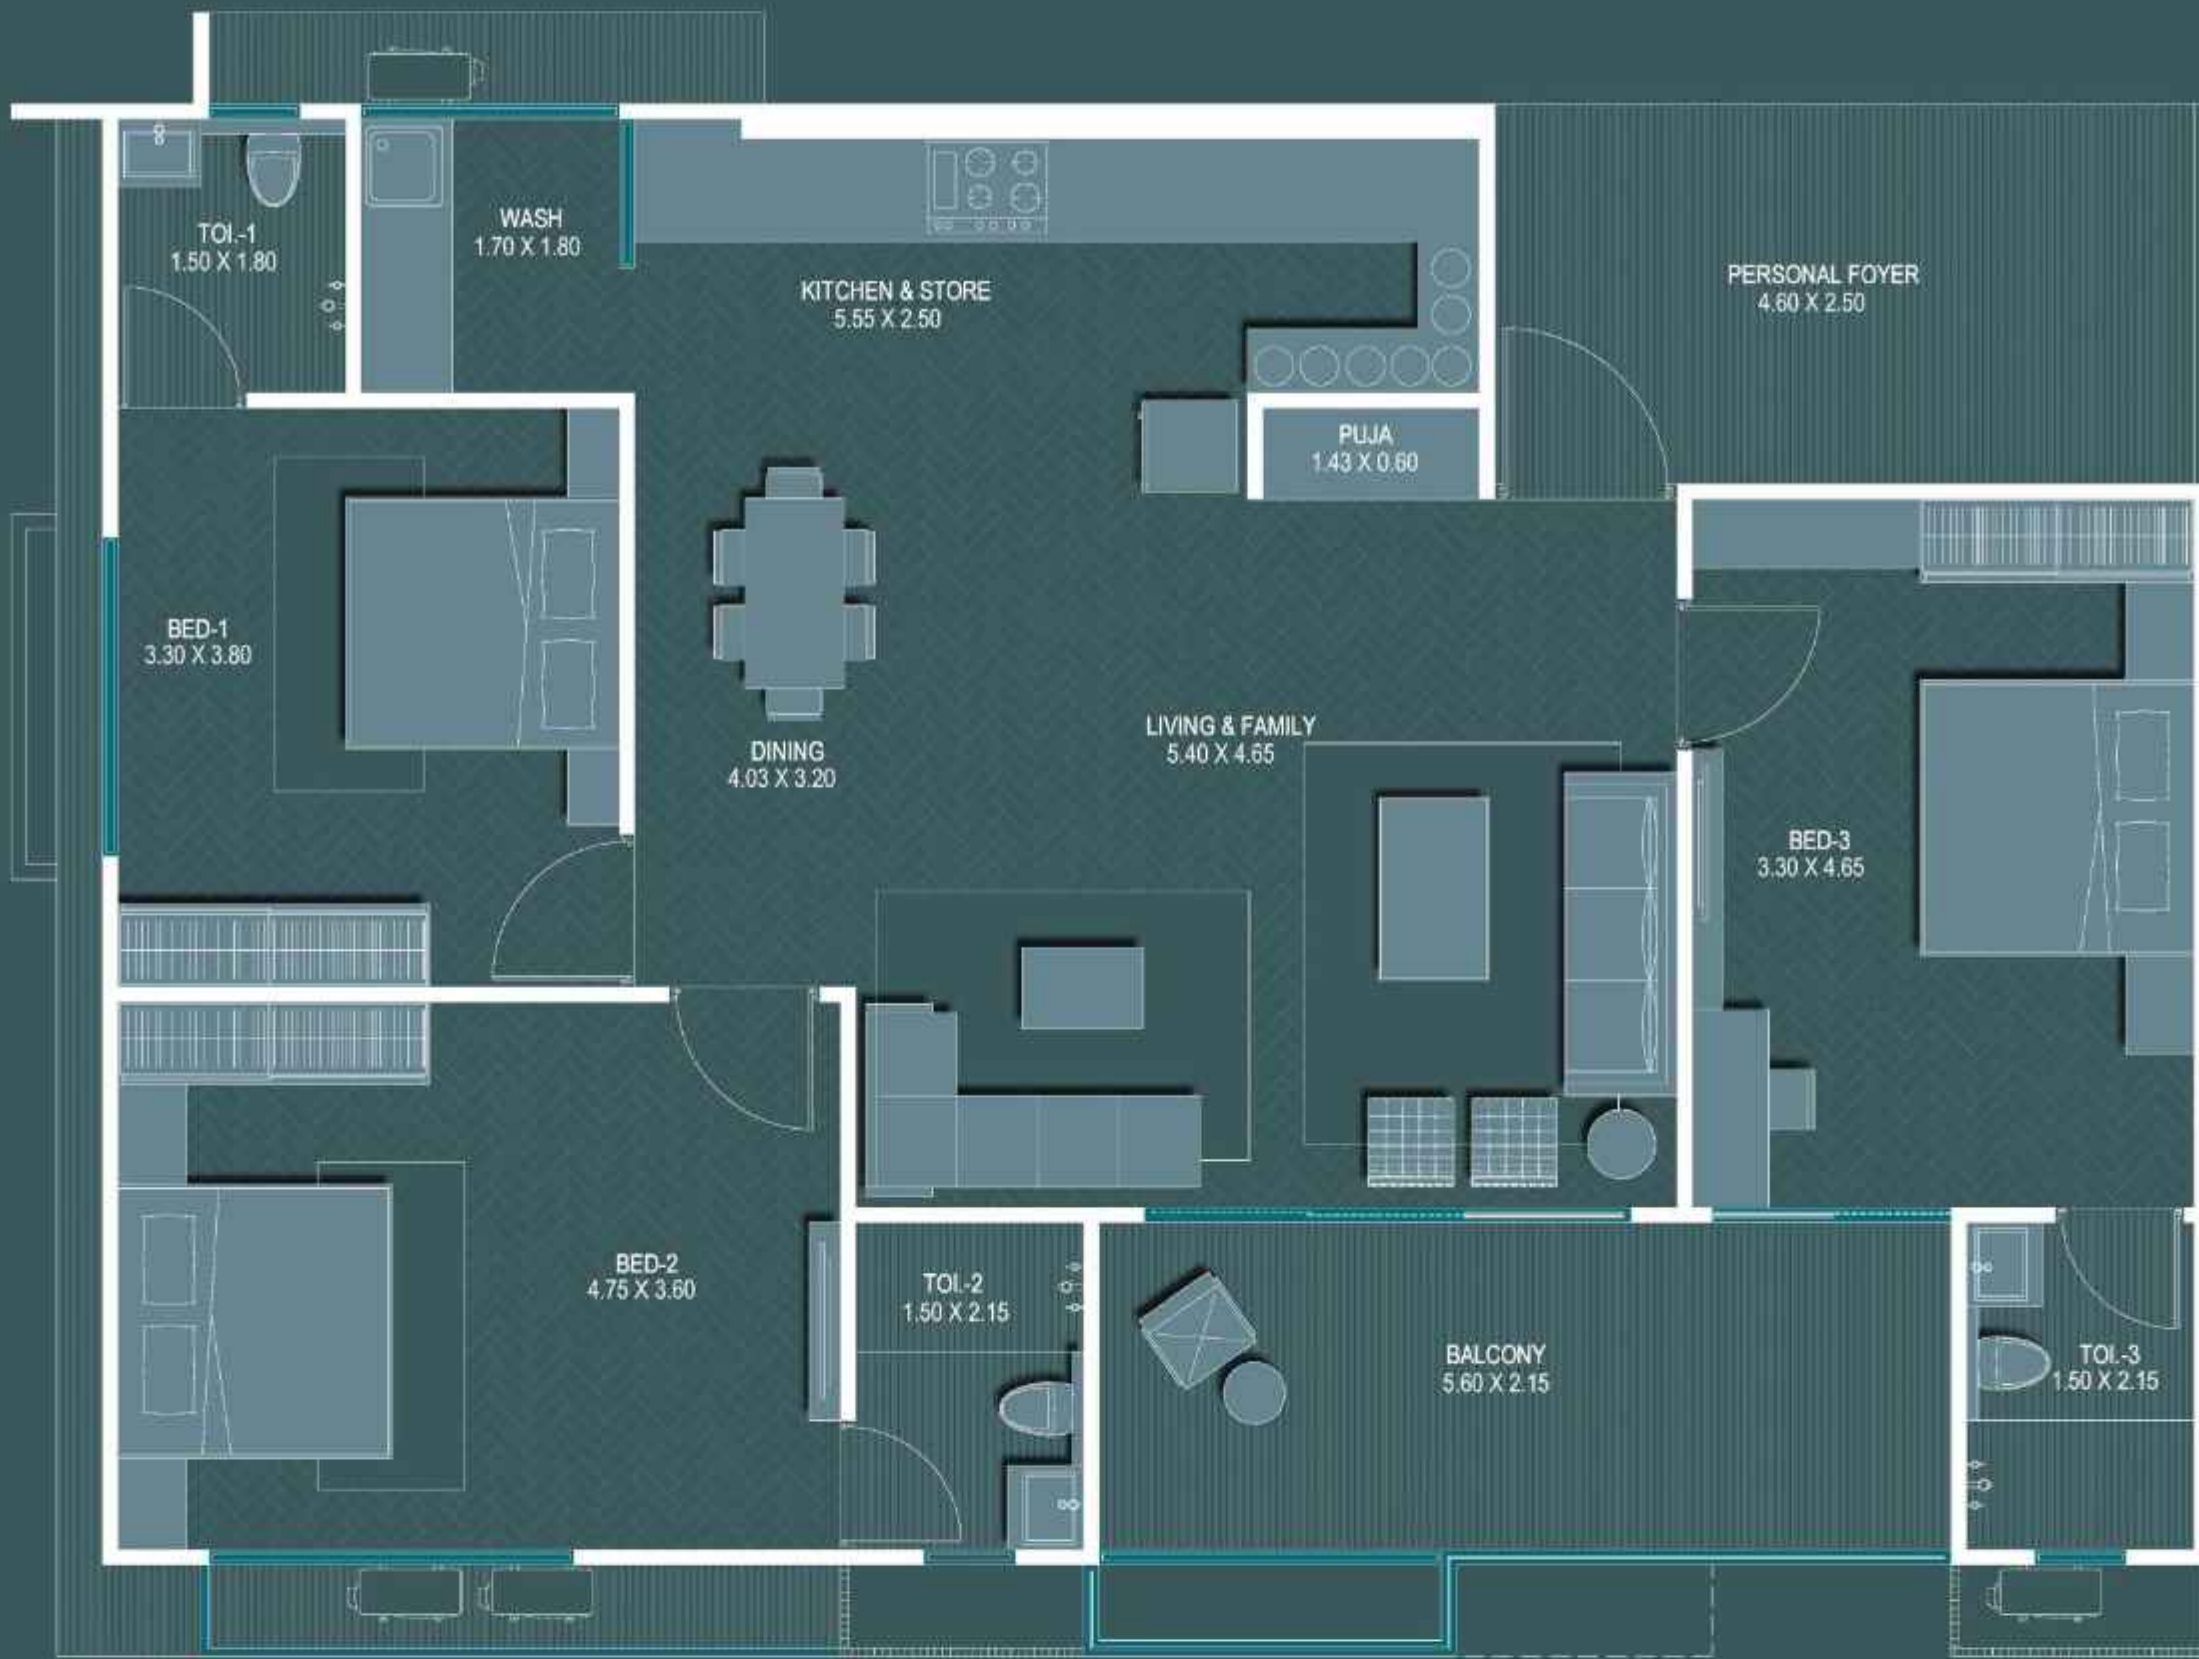 TOI.-1
1.50 X 1.80
WASH
1.70 X 1.80
KITCHEN & STORE
5.55 X 2.50
PERSONAL FOYER
4.60 X 2.50
PUJA
1.43 X 0.60
BED-1
3.30 X 3.80
DINING
4.03 X 3.20
LIVING & FAMILY
5.40 X 4.65
BED-3
3.30 X 4.65
BED-2
4.75 X 3.60
TOI.-2
1.50 X 2.15
BALCONY
5.60 X 2.15
TOI.-3
1.50 X 2.15